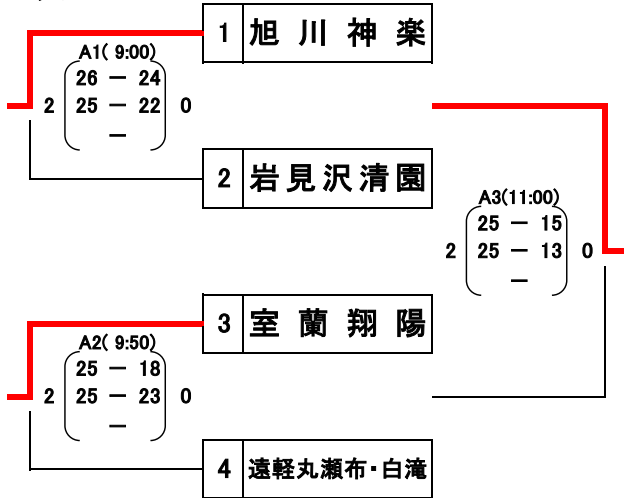 1 旭川神楽
A1( 9:00)
26 － 24
2 25 － 22 0
－
2 岩見沢清園
A3(11:00)
25 － 15
2 25 － 13 0
－
3 室蘭翔陽
A2( 9:50)
25 － 18
2 25 － 23 0
－
4 遠軽丸瀬布・白滝